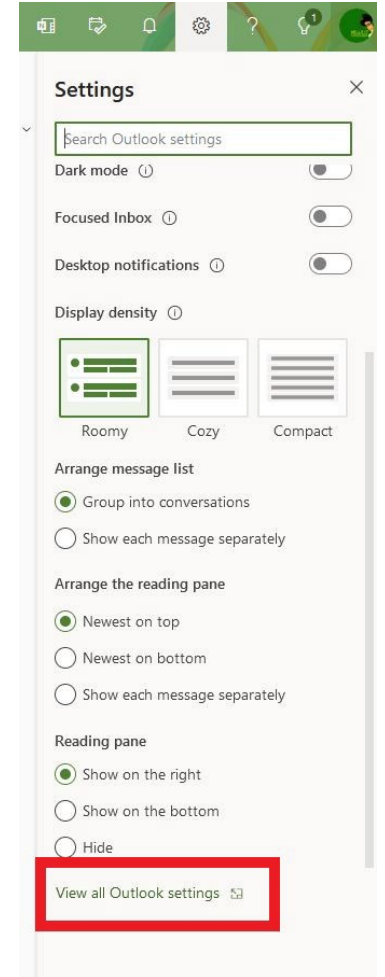 1
Settings
Search Outlook settings
Dark mode
Focused Inbox
Desktop notifications
Display density
Roomy Cozy Compact
Arrange message list
Group into conversations
Show each message separately
Arrange the reading pane
Newest on top
Newest on bottom
Show each message separately
Reading pane
Show on the right
Show on the bottom
Hide
View all Outlook settings